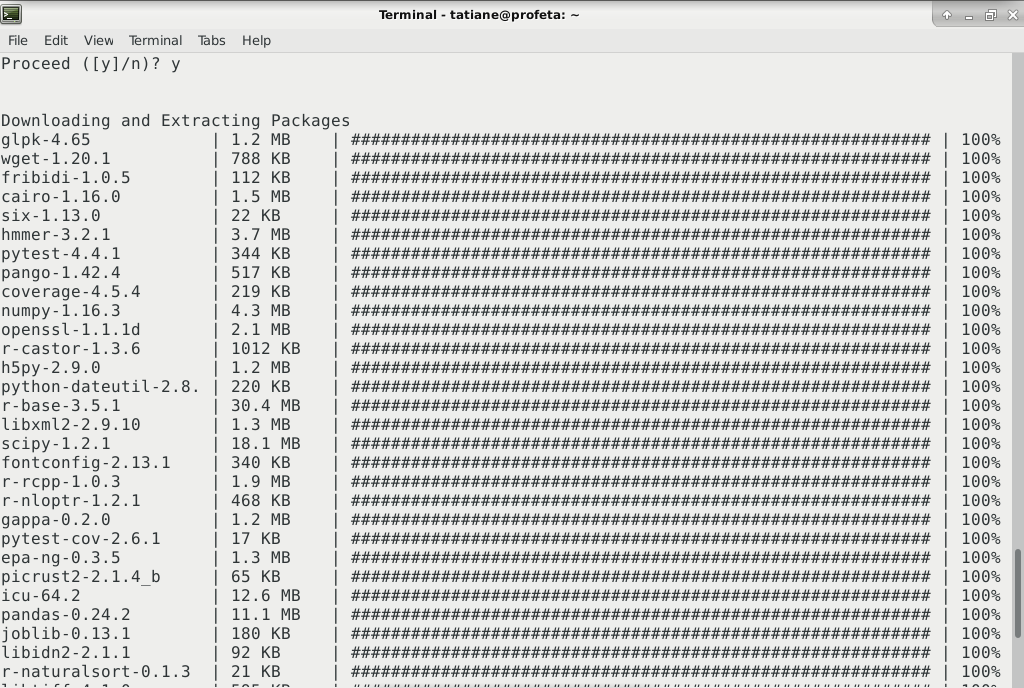 Terminal - tatiane@profeta: ~
File Edit View Terminal Tabs Help
Proceed ([y]/n)? y
Downloading and Extracting Packages
glpk-4.65 | 1.2 MB | ########################################################## | 100%
wget-1.20.1 | 788 KB | ########################################################## | 100%
fribidi-1.0.5 | 112 KB | ########################################################## | 100%
cairo-1.16.0 | 1.5 MB | ########################################################## | 100%
six-1.13.0 | 22 KB | ########################################################## | 100%
hmmer-3.2.1 | 3.7 MB | ########################################################## | 100%
pytest-4.4.1 | 344 KB | ########################################################## | 100%
pango-1.42.4 | 517 KB | ########################################################## | 100%
coverage-4.5.4 | 219 KB | ########################################################## | 100%
numpy-1.16.3 | 4.3 MB | ########################################################## | 100%
openssl-1.1.1d | 2.1 MB | ########################################################## | 100%
r-castor-1.3.6 | 1012 KB | ########################################################## | 100%
h5py-2.9.0 | 1.2 MB | ########################################################## | 100%
python-dateutil-2.8. | 220 KB | ########################################################## | 100%
r-base-3.5.1 | 30.4 MB | ########################################################## | 100%
libxml2-2.9.10 | 1.3 MB | ########################################################## | 100%
scipy-1.2.1 | 18.1 MB | ########################################################## | 100%
fontconfig-2.13.1 | 340 KB | ########################################################## | 100%
r-rcpp-1.0.3 | 1.9 MB | ########################################################## | 100%
r-nloptr-1.2.1 | 468 KB | ########################################################## | 100%
gappa-0.2.0 | 1.2 MB | ########################################################## | 100%
pytest-cov-2.6.1 | 17 KB | ########################################################## | 100%
epa-ng-0.3.5 | 1.3 MB | ########################################################## | 100%
picrust2-2.1.4_b | 65 KB | ########################################################## | 100%
icu-64.2 | 12.6 MB | ########################################################## | 100%
pandas-0.24.2 | 11.1 MB | ########################################################## | 100%
joblib-0.13.1 | 180 KB | ########################################################## | 100%
libidn2-2.1.1 | 92 KB | ########################################################## | 100%
r-naturalsort-0.1.3 | 21 KB | ########################################################## | 100%